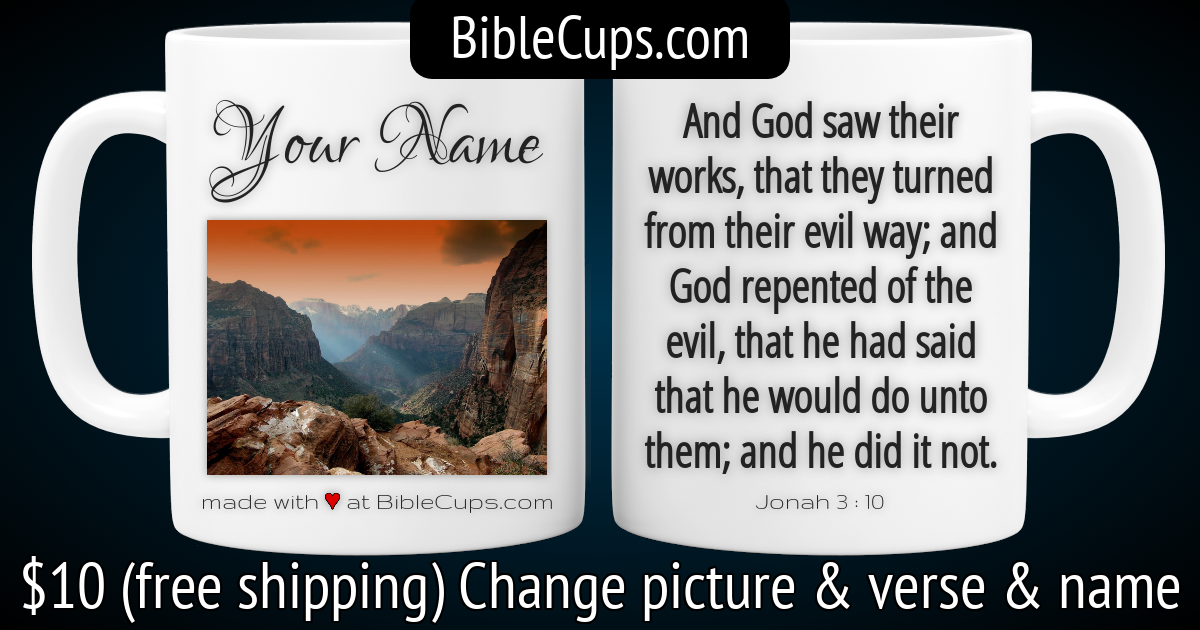 BibleCups.com
Your Name
made with ♥ at BibleCups.com
And God saw their
works, that they turned
from their evil way; and
God repented of the
evil, that he had said
that he would do unto
them; and he did it not.
Jonah 3 : 10
$10 (free shipping) Change picture & verse & name